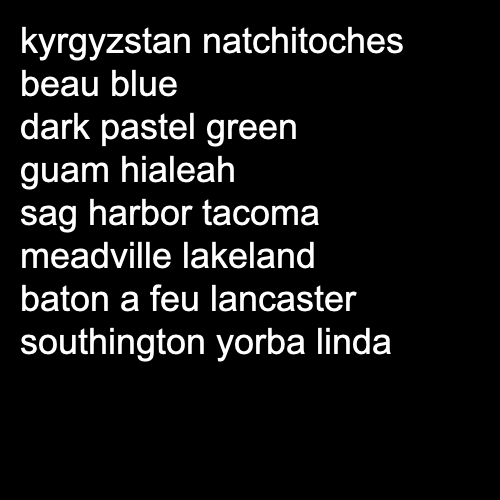 kyrgyzstan natchitoches
beau blue
dark pastel green
guam hialeah
sag harbor tacoma
meadville lakeland
baton a feu lancaster
southington yorba linda